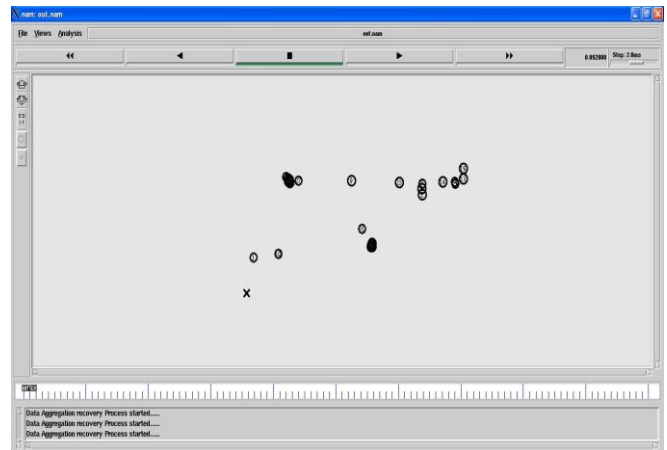 nam: out.nam
File Views Analysis out.nam
0.092000 Step: 2.0ms
Data Aggregation recovery Process started.....
Data Aggregation recovery Process started.....
Data Aggregation recovery Process started.....